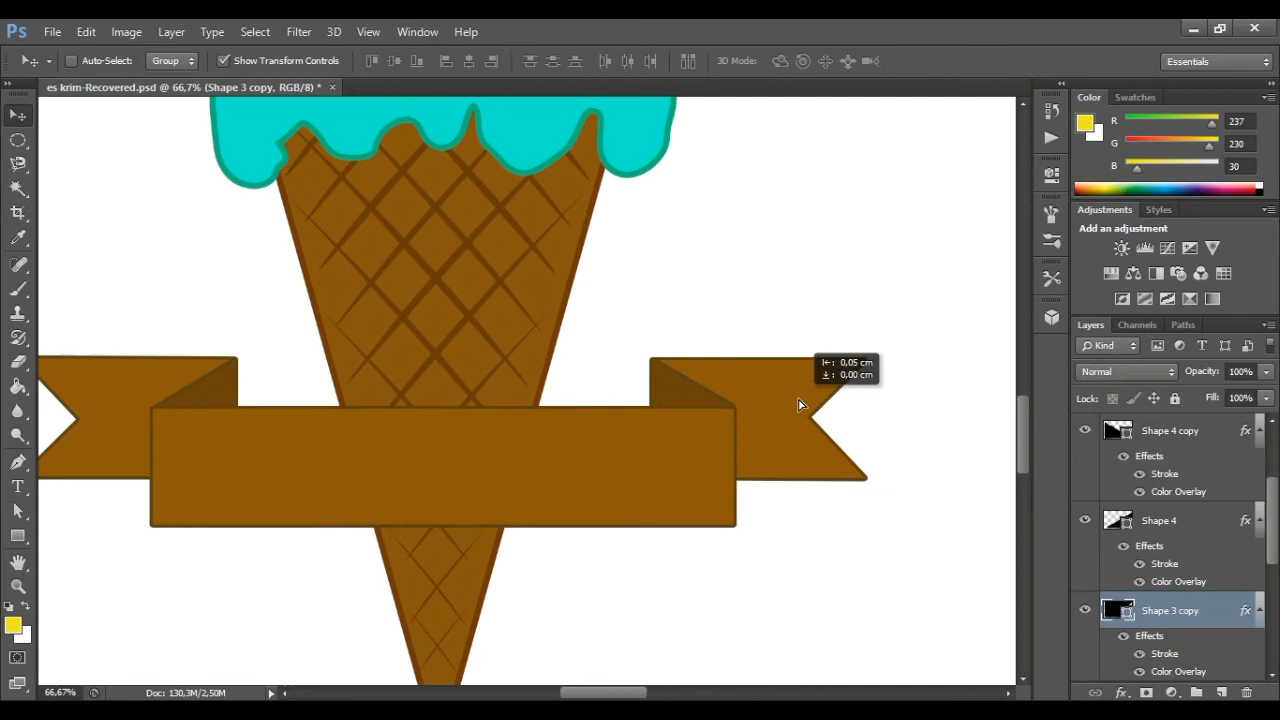 Ps File Edit Image Layer Type Select Filter 3D View Window Help
Auto-Select: Group Show Transform Controls 3D Mode: Essentials
es krim-Recovered.psd @ 66,7% (Shape 3 copy, RGB/8) * ×
Color Swatches
R 237
G 230
B 30
Adjustments Styles
Add an adjustment
Layers Channels Paths
Kind
Normal Opacity: 100%
Lock: Fill: 100%
Shape 4 copy fx
Effects
Stroke
Color Overlay
Shape 4 fx
Effects
Stroke
Color Overlay
Shape 3 copy fx
Effects
Stroke
Color Overlay
0,05 cm
0,00 cm
66,67% Doc: 130,3M/2,50M